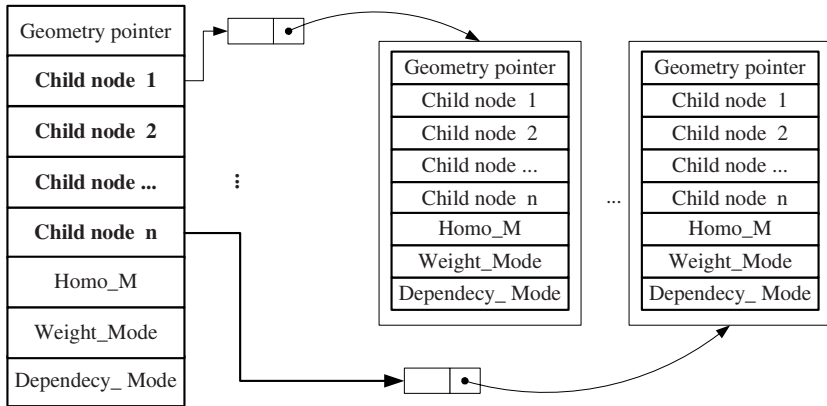 Geometry pointer
Child node 1
Child node 2
Child node ...
Child node n
Homo_M
Weight_Mode
Dependecy_ Mode
...
Geometry pointer
Child node 1
Child node 2
Child node ...
Child node n
Homo_M
Weight_Mode
Dependecy_ Mode
...
Geometry pointer
Child node 1
Child node 2
Child node ...
Child node n
Homo_M
Weight_Mode
Dependecy_ Mode